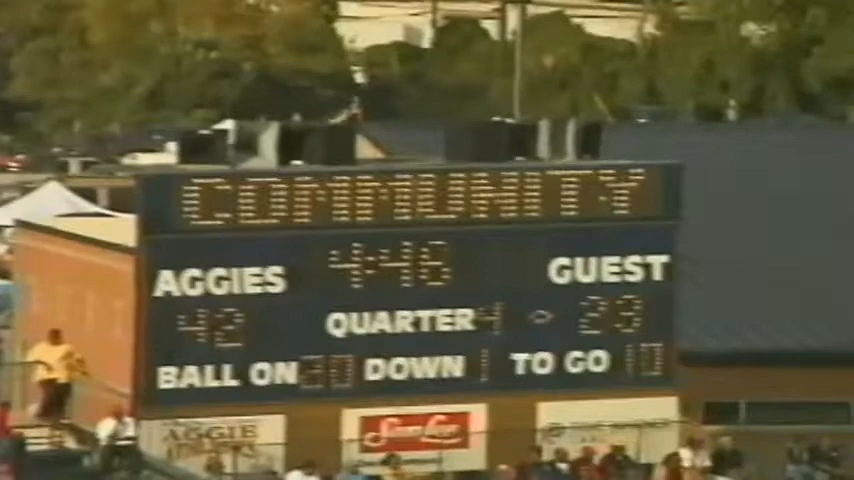 COMMUNITY
AGGIES 4:46 GUEST
42 QUARTER 4 23
BALL ON 30 DOWN 1 TO GO 10
AGGIE
Sara Lee